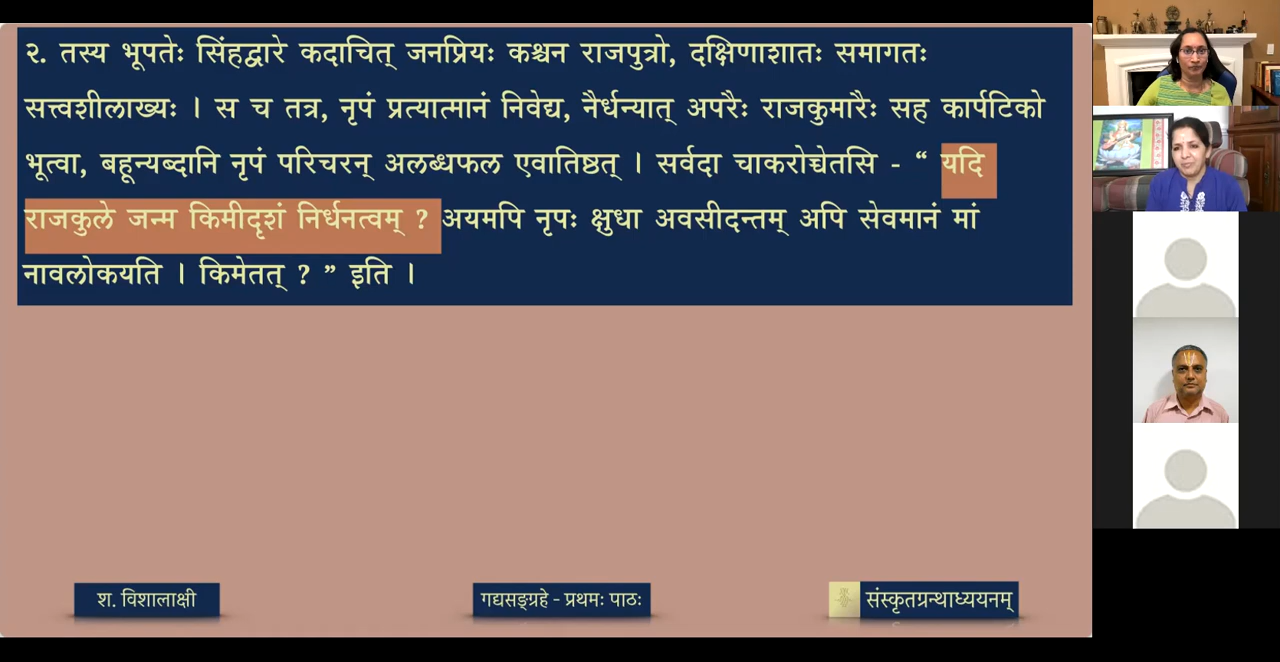 २. तस्य भूपतेः सिंहद्वारे कदाचित् जनप्रियः कश्चन राजपुत्रो, दक्षिणाशातः समागतः
सत्त्वशीलाख्यः । स च तत्र, नृपं प्रत्यात्मानं निवेद्य, नैर्धन्यात् अपरैः राजकुमारैः सह कार्पटिको
भूत्वा, बहून्यब्दानि नृपं परिचरन् अलब्धफल एवातिष्ठत् । सर्वदा चाकरोच्चेतसि - “ यदि
राजकुले जन्म किमीदृशं निर्धनत्वम् ? अयमपि नृपः क्षुधा अवसीदन्तम् अपि सेवमानं मां
नावलोकयति । किमेतत् ? ” इति ।
श. विशालाक्षी
गद्यसङ्ग्रहे - प्रथमः पाठः
संस्कृतग्रन्थाध्ययनम्